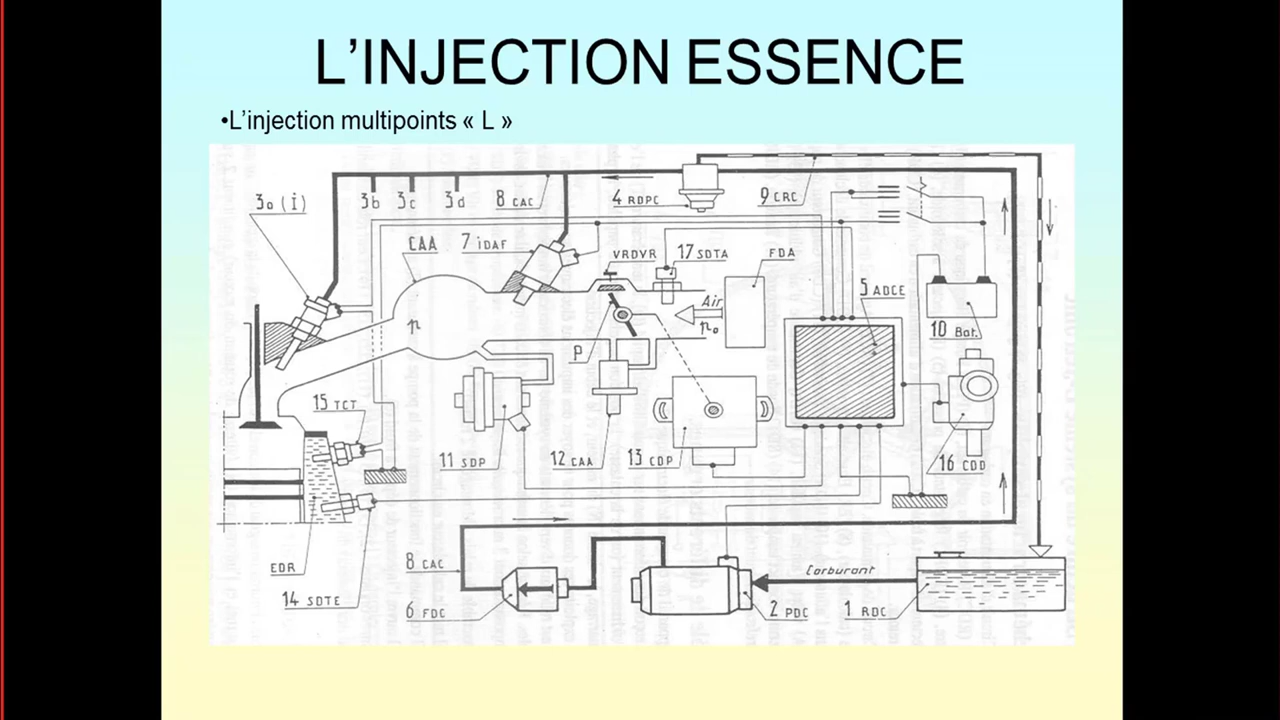 L'INJECTION ESSENCE
•L'injection multipoints « L »
3a (i)
3b
3c
3d
8 CAC
4 RDPC
9 CRC
CAA
7 iDAF
VRDVR
17 SDTA
FDA
5 ADCE
Air
p
p₀
10 Bat.
P
15 TCT
11 SDP
12 CAA
13 CDP
16 CDD
EDR
8 CAC
Carburant
14 SDTE
6 FDC
2 PDC
1 RDC